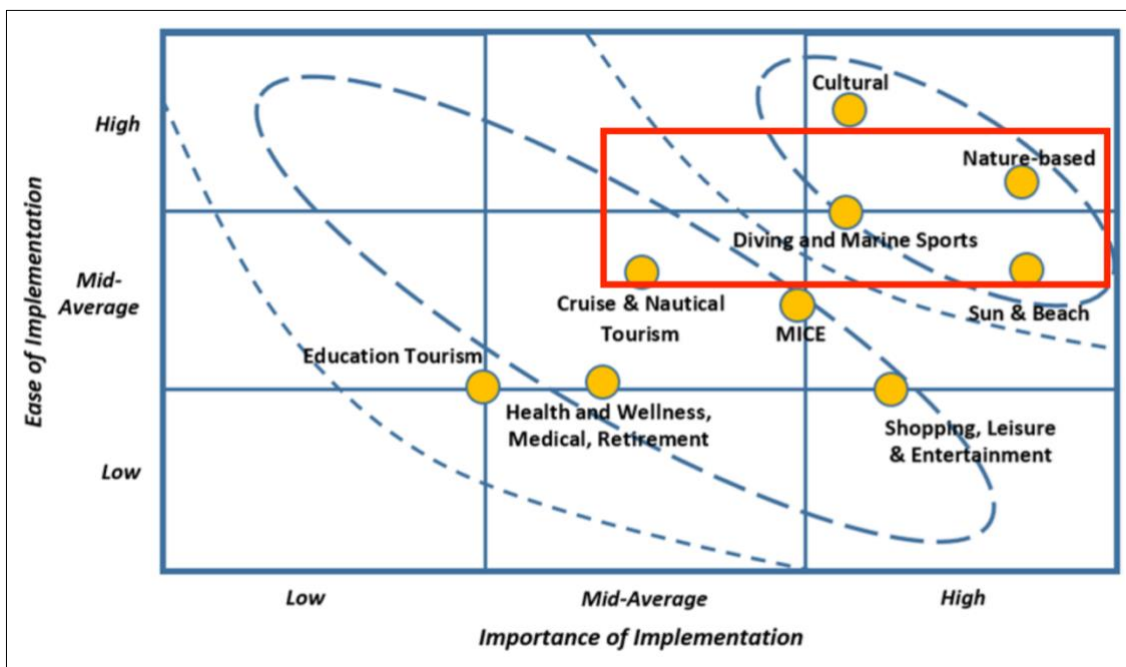 Cultural
High
Nature-based
Diving and Marine Sports
Mid-
Average
Cruise & Nautical
Tourism
Sun & Beach
MICE
Education Tourism
Health and Wellness,
Medical, Retirement
Shopping, Leisure
& Entertainment
Low
Ease of Implementation
Low
Mid-Average
High
Importance of Implementation